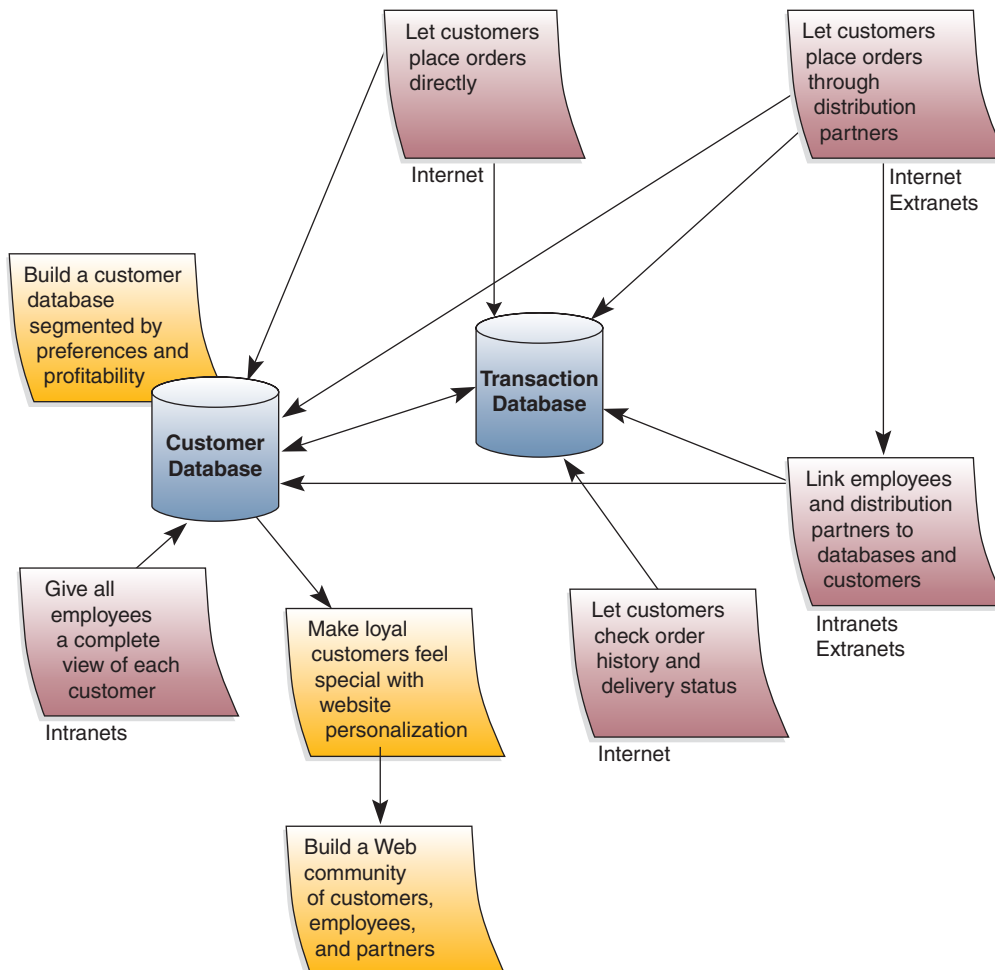 Let customers
place orders
directly
Internet
Let customers
place orders
through
distribution
partners
Internet
Extranets
Build a customer
database
segmented by
preferences and
profitability
Transaction
Database
Customer
Database
Link employees
and distribution
partners to
databases and
customers
Intranets
Extranets
Give all
employees
a complete
view of each
customer
Intranets
Make loyal
customers feel
special with
website
personalization
Let customers
check order
history and
delivery status
Internet
Build a Web
community
of customers,
employees,
and partners